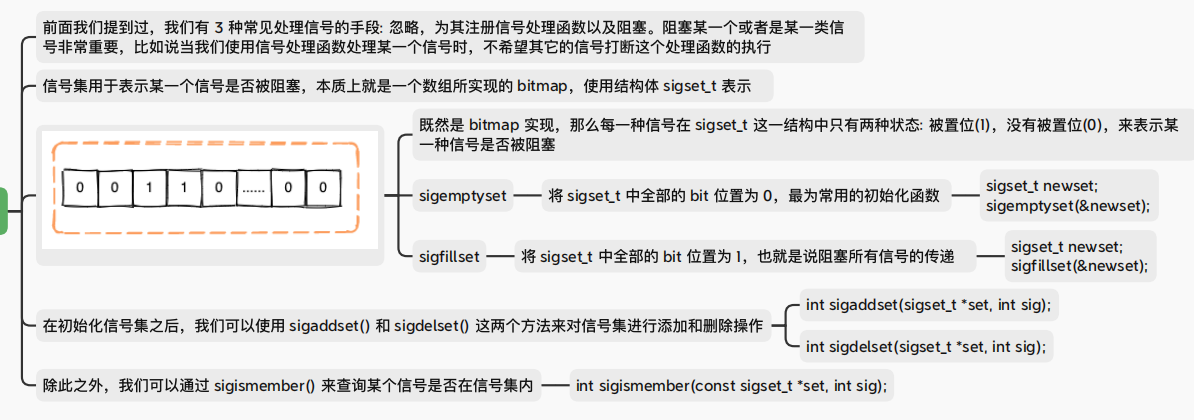 前面我们提到过，我们有 3 种常见处理信号的手段: 忽略，为其注册信号处理函数以及阻塞。阻塞某一个或者是某一类信
号非常重要，比如说当我们使用信号处理函数处理某一个信号时，不希望其它的信号打断这个处理函数的执行
信号集用于表示某一个信号是否被阻塞，本质上就是一个数组所实现的 bitmap，使用结构体 sigset_t 表示
0 0 1 1 0 ...... 0 0
既然是 bitmap 实现，那么每一种信号在 sigset_t 这一结构中只有两种状态: 被置位(1)，没有被置位(0)，来表示某
一种信号是否被阻塞
sigemptyset
将 sigset_t 中全部的 bit 位置为 0，最为常用的初始化函数
sigset_t newset;
sigemptyset(&newset);
sigfillset
将 sigset_t 中全部的 bit 位置为 1，也就是说阻塞所有信号的传递
sigset_t newset;
sigfillset(&newset);
在初始化信号集之后，我们可以使用 sigaddset() 和 sigdelset() 这两个方法来对信号集进行添加和删除操作
int sigaddset(sigset_t *set, int sig);
int sigdelset(sigset_t *set, int sig);
除此之外，我们可以通过 sigismember() 来查询某个信号是否在信号集内
int sigismember(const sigset_t *set, int sig);